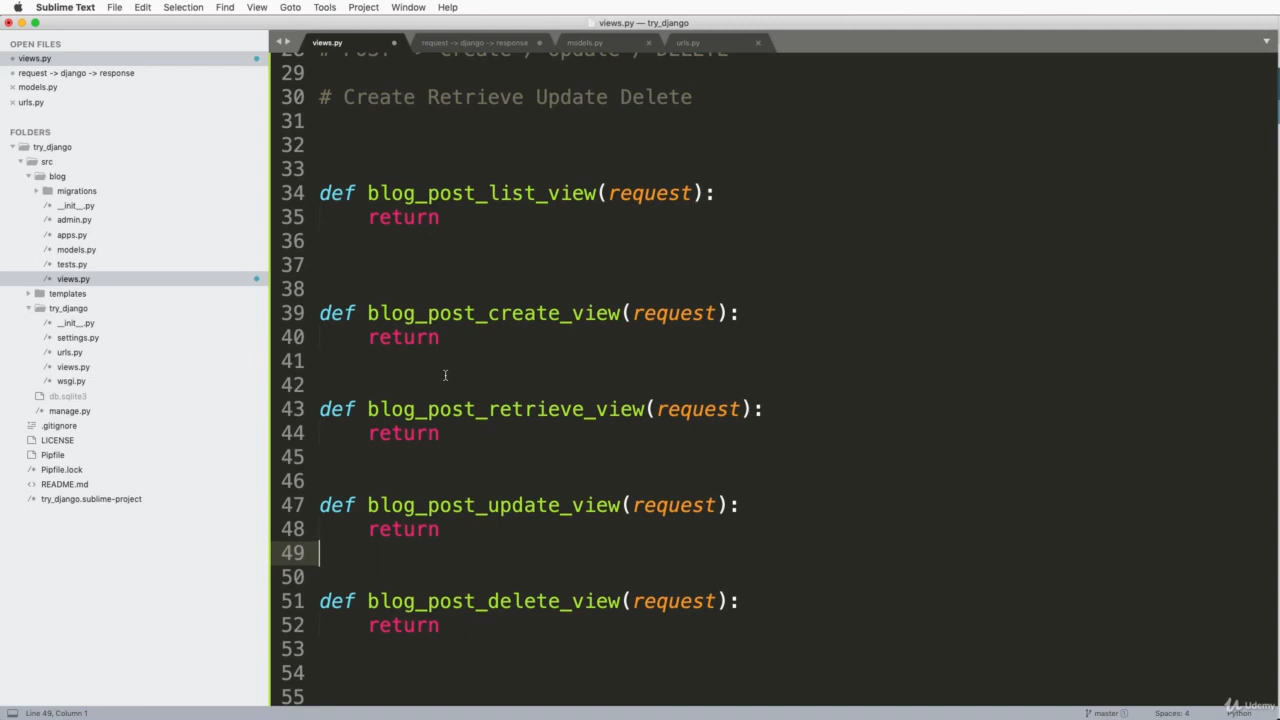 Sublime Text File Edit Selection Find View Goto Tools Project Window Help
views.py — try_django
OPEN FILES
views.py
request -> django -> response
models.py
urls.py
FOLDERS
try_django
src
blog
migrations
__init__.py
admin.py
apps.py
models.py
tests.py
views.py
templates
try_django
__init__.py
settings.py
urls.py
views.py
wsgi.py
db.sqlite3
manage.py
.gitignore
LICENSE
Pipfile
Pipfile.lock
README.md
try_django.sublime-project
views.py request -> django -> response models.py urls.py
29
30 # Create Retrieve Update Delete
31
32
33
34 def blog_post_list_view(request):
35 return
36
37
38
39 def blog_post_create_view(request):
40 return
41
42
43 def blog_post_retrieve_view(request):
44 return
45
46
47 def blog_post_update_view(request):
48 return
49
50
51 def blog_post_delete_view(request):
52 return
53
54
55
Line 49, Column 1 master 1 Spaces: 4 Python
Udemy